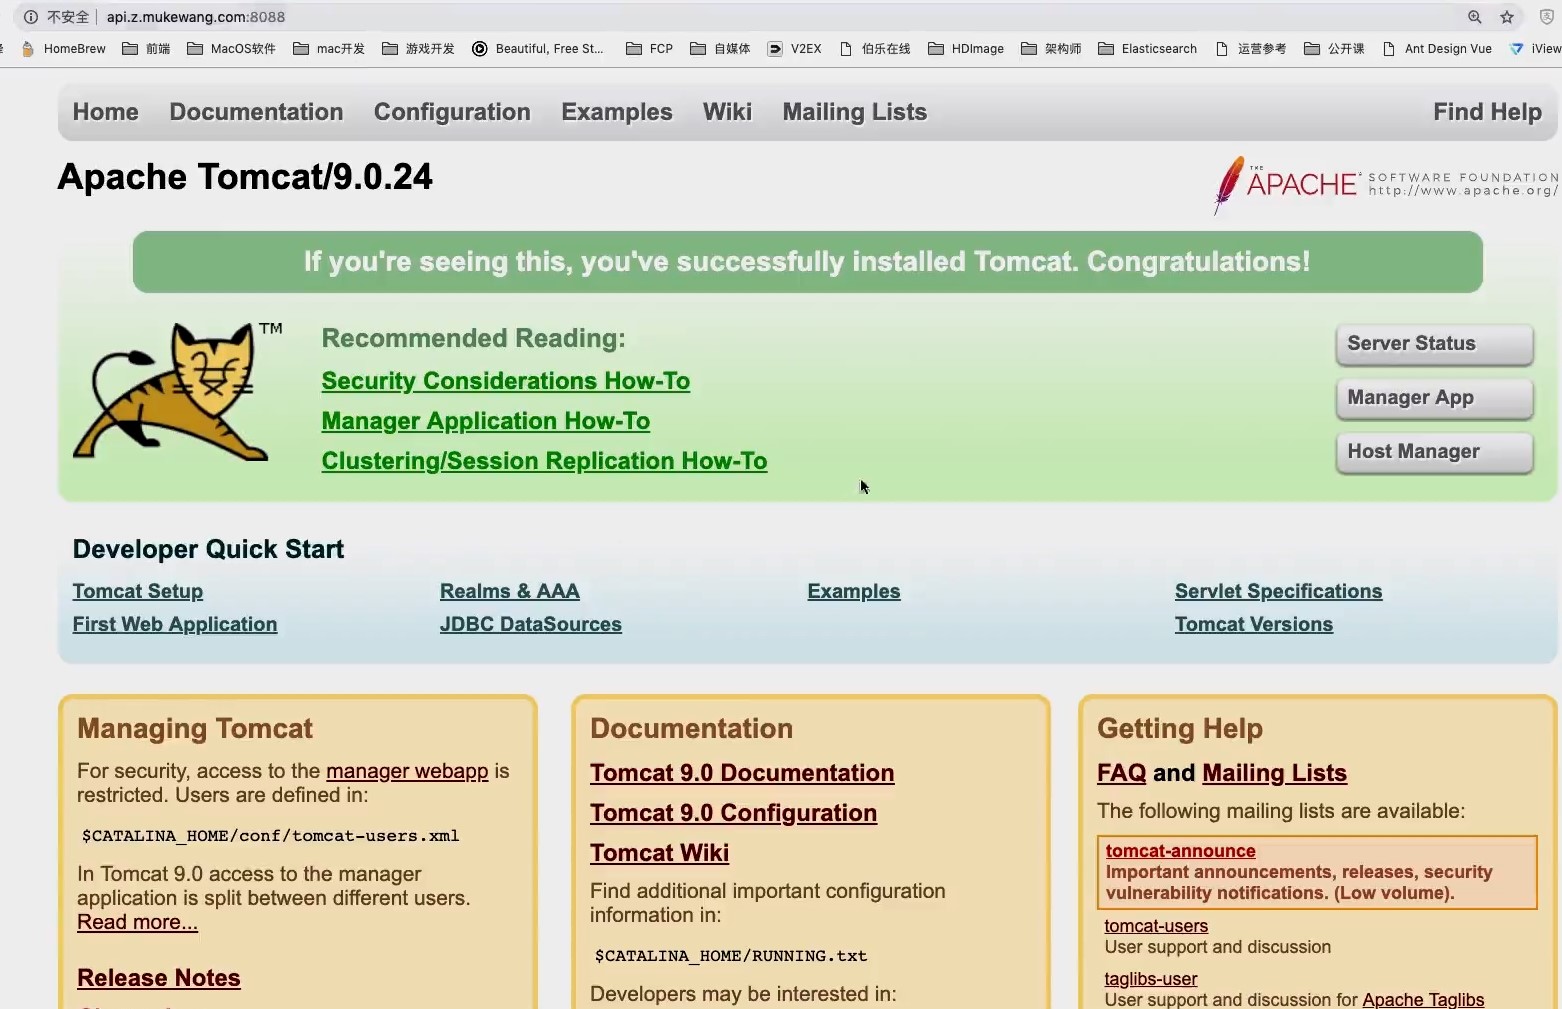 不安全 | api.z.mukewang.com:8088
HomeBrew 前端 MacOS软件 mac开发 游戏开发 Beautiful, Free St... FCP 自媒体 V2EX 伯乐在线 HDImage 架构师 Elasticsearch 运营参考 公开课 Ant Design Vue iView
Home Documentation Configuration Examples Wiki Mailing Lists Find Help
Apache Tomcat/9.0.24
THE APACHE SOFTWARE FOUNDATION
http://www.apache.org/
If you're seeing this, you've successfully installed Tomcat. Congratulations!
TM
Recommended Reading:
Security Considerations How-To
Manager Application How-To
Clustering/Session Replication How-To
Server Status
Manager App
Host Manager
Developer Quick Start
Tomcat Setup
First Web Application
Realms & AAA
JDBC DataSources
Examples
Servlet Specifications
Tomcat Versions
Managing Tomcat
For security, access to the manager webapp is
restricted. Users are defined in:
$CATALINA_HOME/conf/tomcat-users.xml
In Tomcat 9.0 access to the manager
application is split between different users.
Read more...
Release Notes
Documentation
Tomcat 9.0 Documentation
Tomcat 9.0 Configuration
Tomcat Wiki
Find additional important configuration
information in:
$CATALINA_HOME/RUNNING.txt
Developers may be interested in:
Getting Help
FAQ and Mailing Lists
The following mailing lists are available:
tomcat-announce
Important announcements, releases, security
vulnerability notifications. (Low volume).
tomcat-users
User support and discussion
taglibs-user
User support and discussion for Apache Taglibs